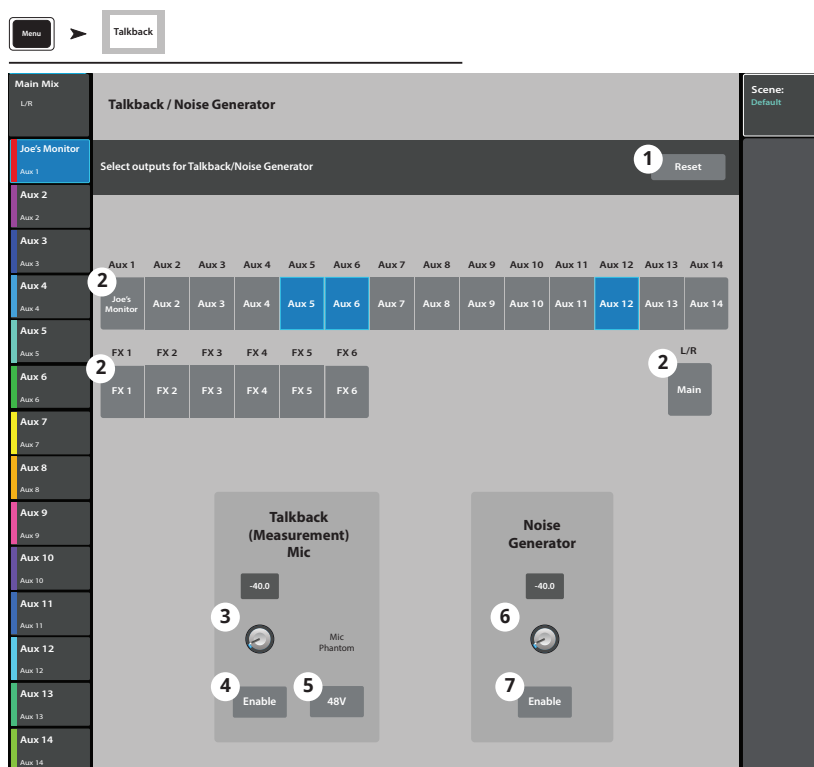 Menu
Talkback
Main Mix
L/R
Talkback / Noise Generator
Scene:
Default
Joe's Monitor
Aux 1
Select outputs for Talkback/Noise Generator
1
Reset
Aux 2
Aux 2
Aux 3
Aux 3
Aux 4
Aux 4
Aux 5
Aux 5
Aux 6
Aux 6
Aux 7
Aux 7
Aux 8
Aux 8
Aux 9
Aux 9
Aux 10
Aux 10
Aux 11
Aux 11
Aux 12
Aux 12
Aux 13
Aux 13
Aux 14
Aux 14
Aux 1 Aux 2 Aux 3 Aux 4 Aux 5 Aux 6 Aux 7 Aux 8 Aux 9 Aux 10 Aux 11 Aux 12 Aux 13 Aux 14
2
Joe's
Monitor
Aux 2 Aux 3 Aux 4 Aux 5 Aux 6 Aux 7 Aux 8 Aux 9 Aux 10 Aux 11 Aux 12 Aux 13 Aux 14
FX 1 FX 2 FX 3 FX 4 FX 5 FX 6
L/R
2
2
FX 1 FX 2 FX 3 FX 4 FX 5 FX 6
Main
Talkback
(Measurement)
Mic
-40.0
3
Mic
Phantom
4
Enable
5
48V
Noise
Generator
-40.0
6
7
Enable